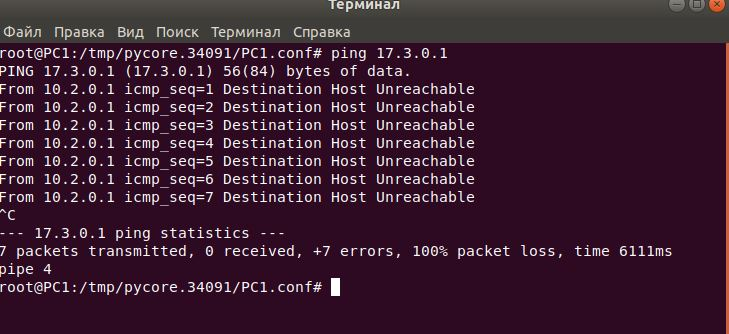 Терминал
Файл Правка Вид Поиск Терминал Справка
root@PC1:/tmp/pycore.34091/PC1.conf# ping 17.3.0.1
PING 17.3.0.1 (17.3.0.1) 56(84) bytes of data.
From 10.2.0.1 icmp_seq=1 Destination Host Unreachable
From 10.2.0.1 icmp_seq=2 Destination Host Unreachable
From 10.2.0.1 icmp_seq=3 Destination Host Unreachable
From 10.2.0.1 icmp_seq=4 Destination Host Unreachable
From 10.2.0.1 icmp_seq=5 Destination Host Unreachable
From 10.2.0.1 icmp_seq=6 Destination Host Unreachable
From 10.2.0.1 icmp_seq=7 Destination Host Unreachable
^C
--- 17.3.0.1 ping statistics ---
7 packets transmitted, 0 received, +7 errors, 100% packet loss, time 6111ms
pipe 4
root@PC1:/tmp/pycore.34091/PC1.conf#